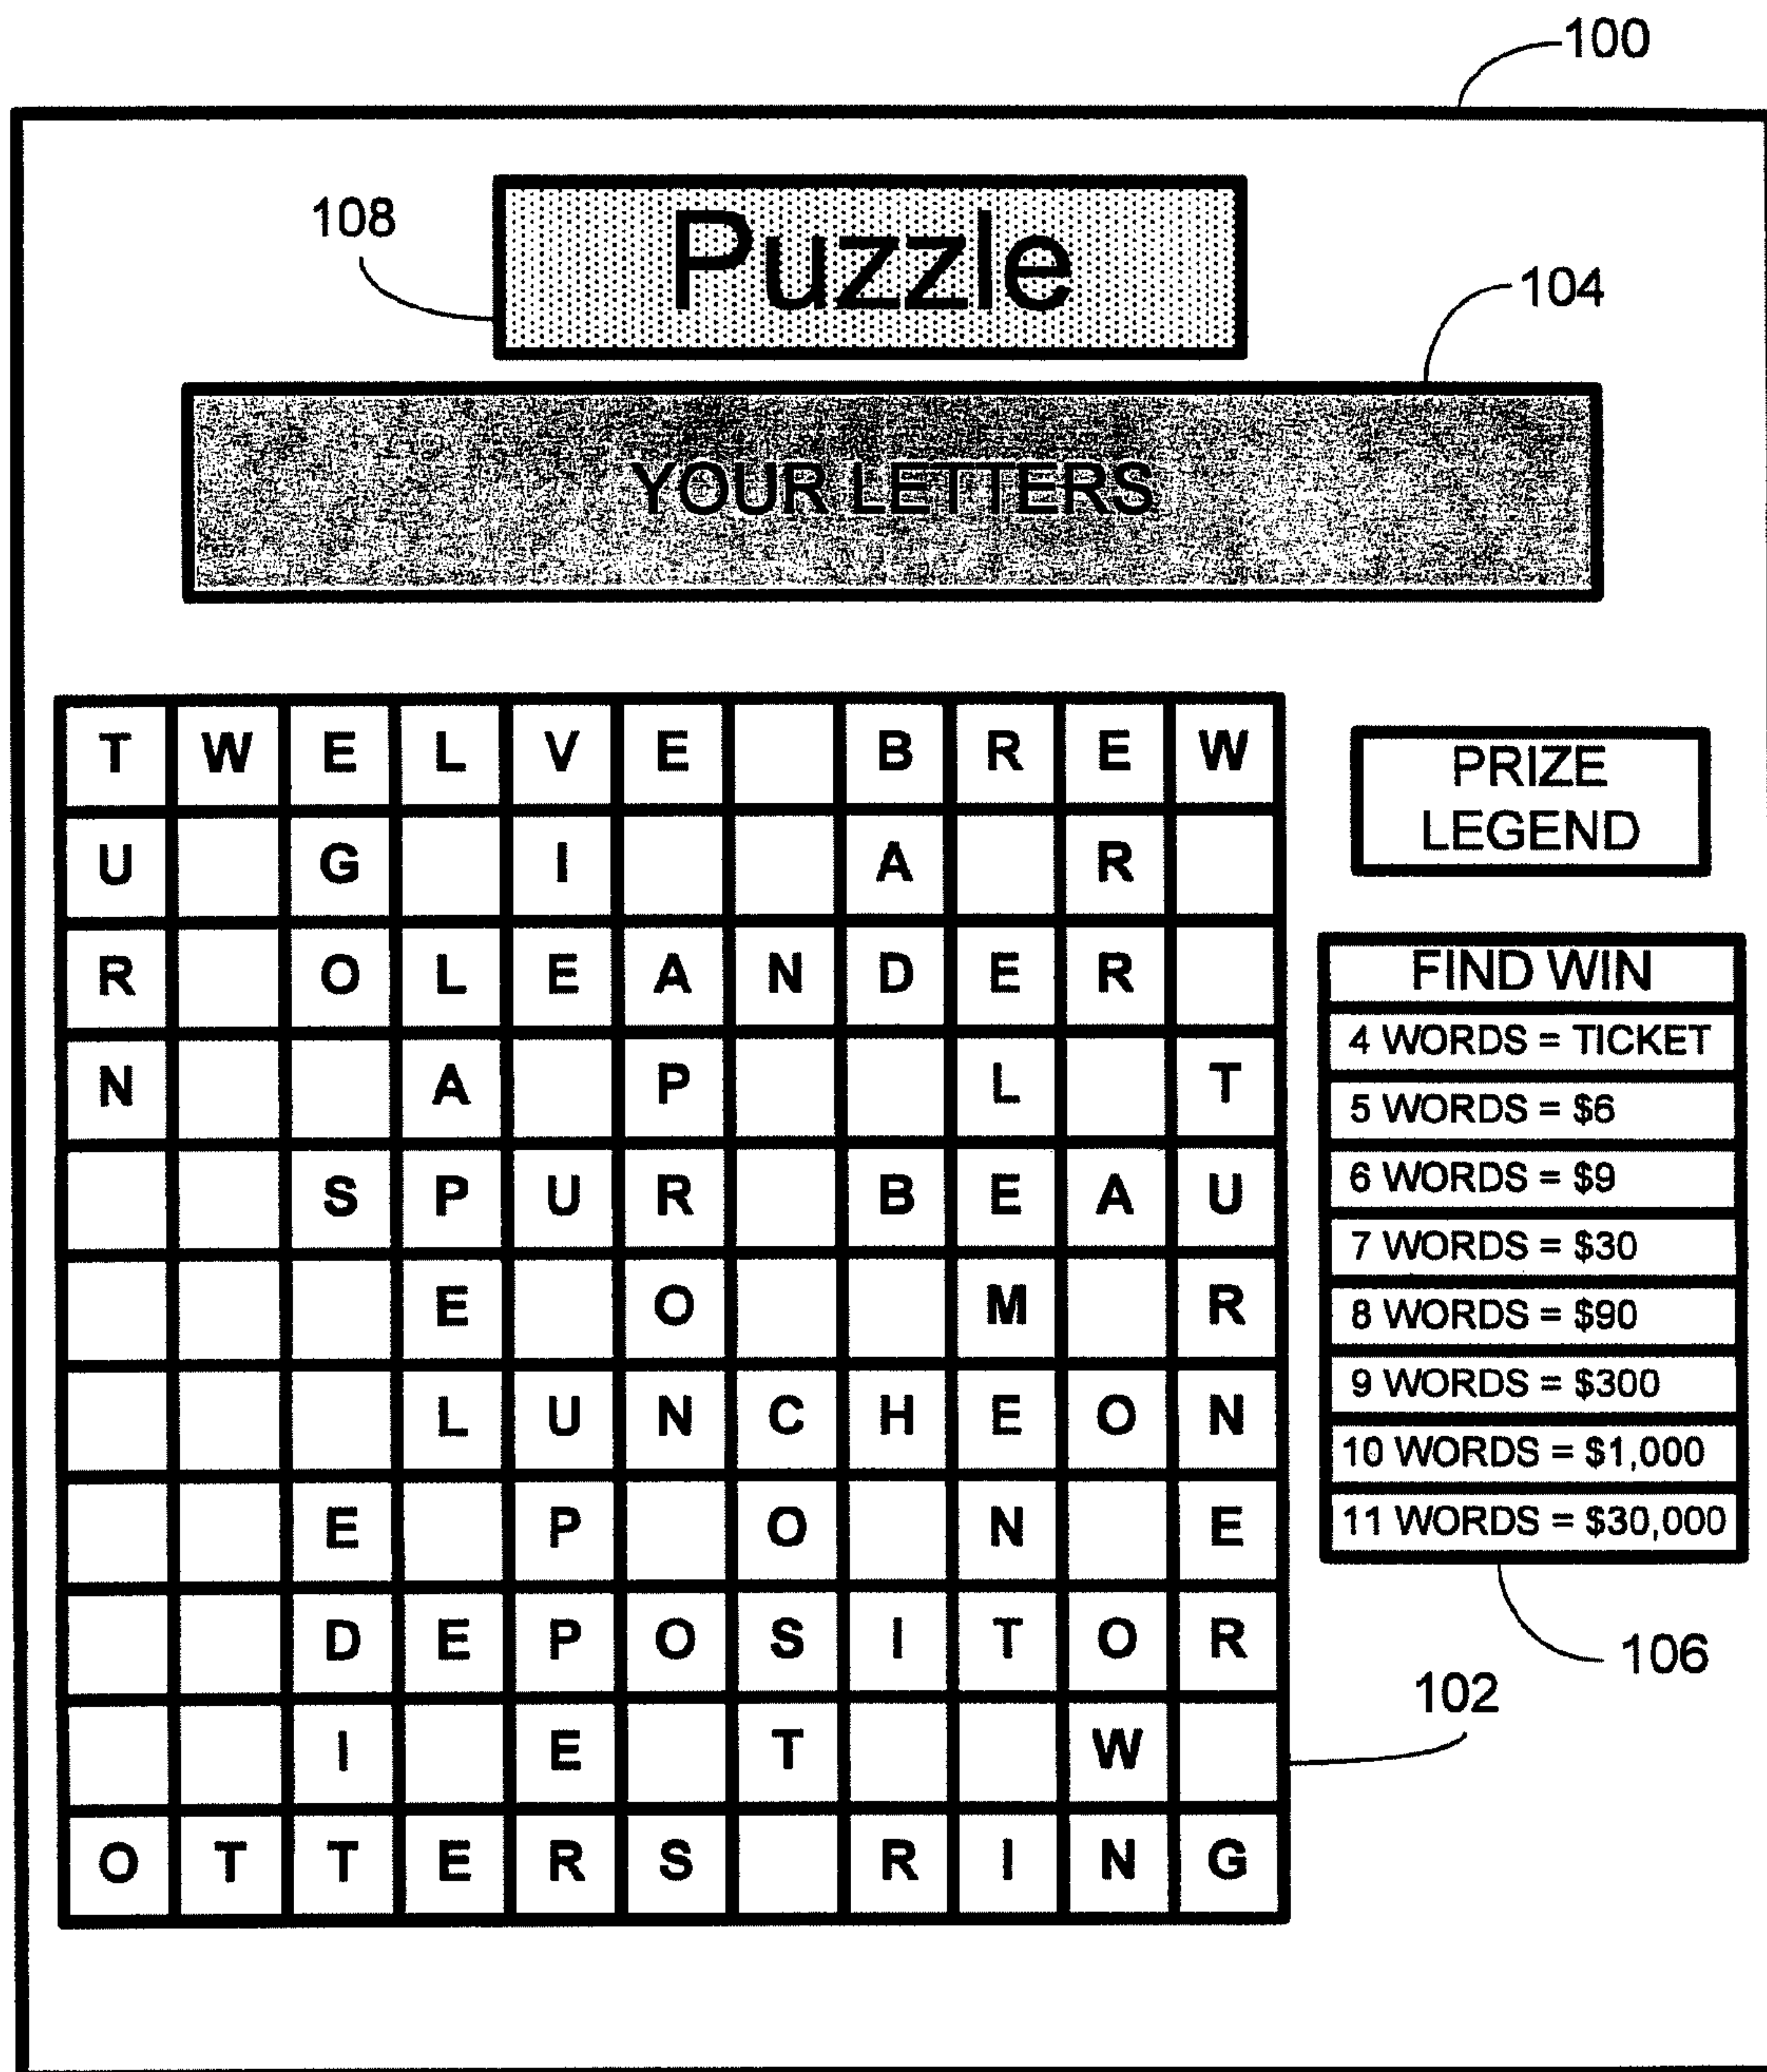 100
108
Puzzle
104
YOUR LETTERS
T W E L V E B R E W
U G I A R
R O L E A N D E R R
N A P L T
S P U R B E A U
E O M R
L U N C H E O N
E P O N E
D E P O S I T O R
I E T W
O T T E R S R I N G
PRIZE
LEGEND
FIND WIN
4 WORDS = TICKET
5 WORDS = $6
6 WORDS = $9
7 WORDS = $30
8 WORDS = $90
9 WORDS = $300
10 WORDS = $1,000
11 WORDS = $30,000
106
102